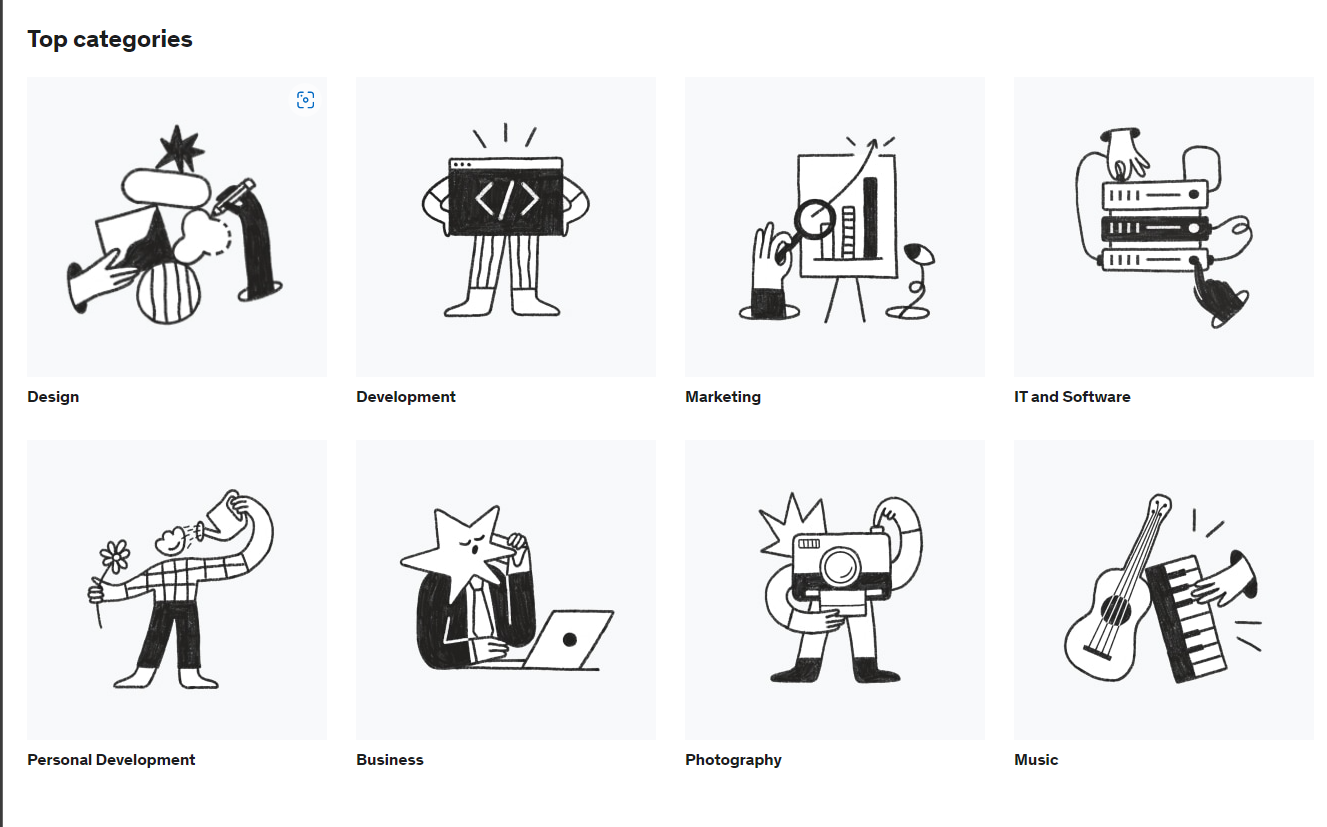 Top categories
</>
Design
Development
Marketing
IT and Software
Personal Development
Business
Photography
Music